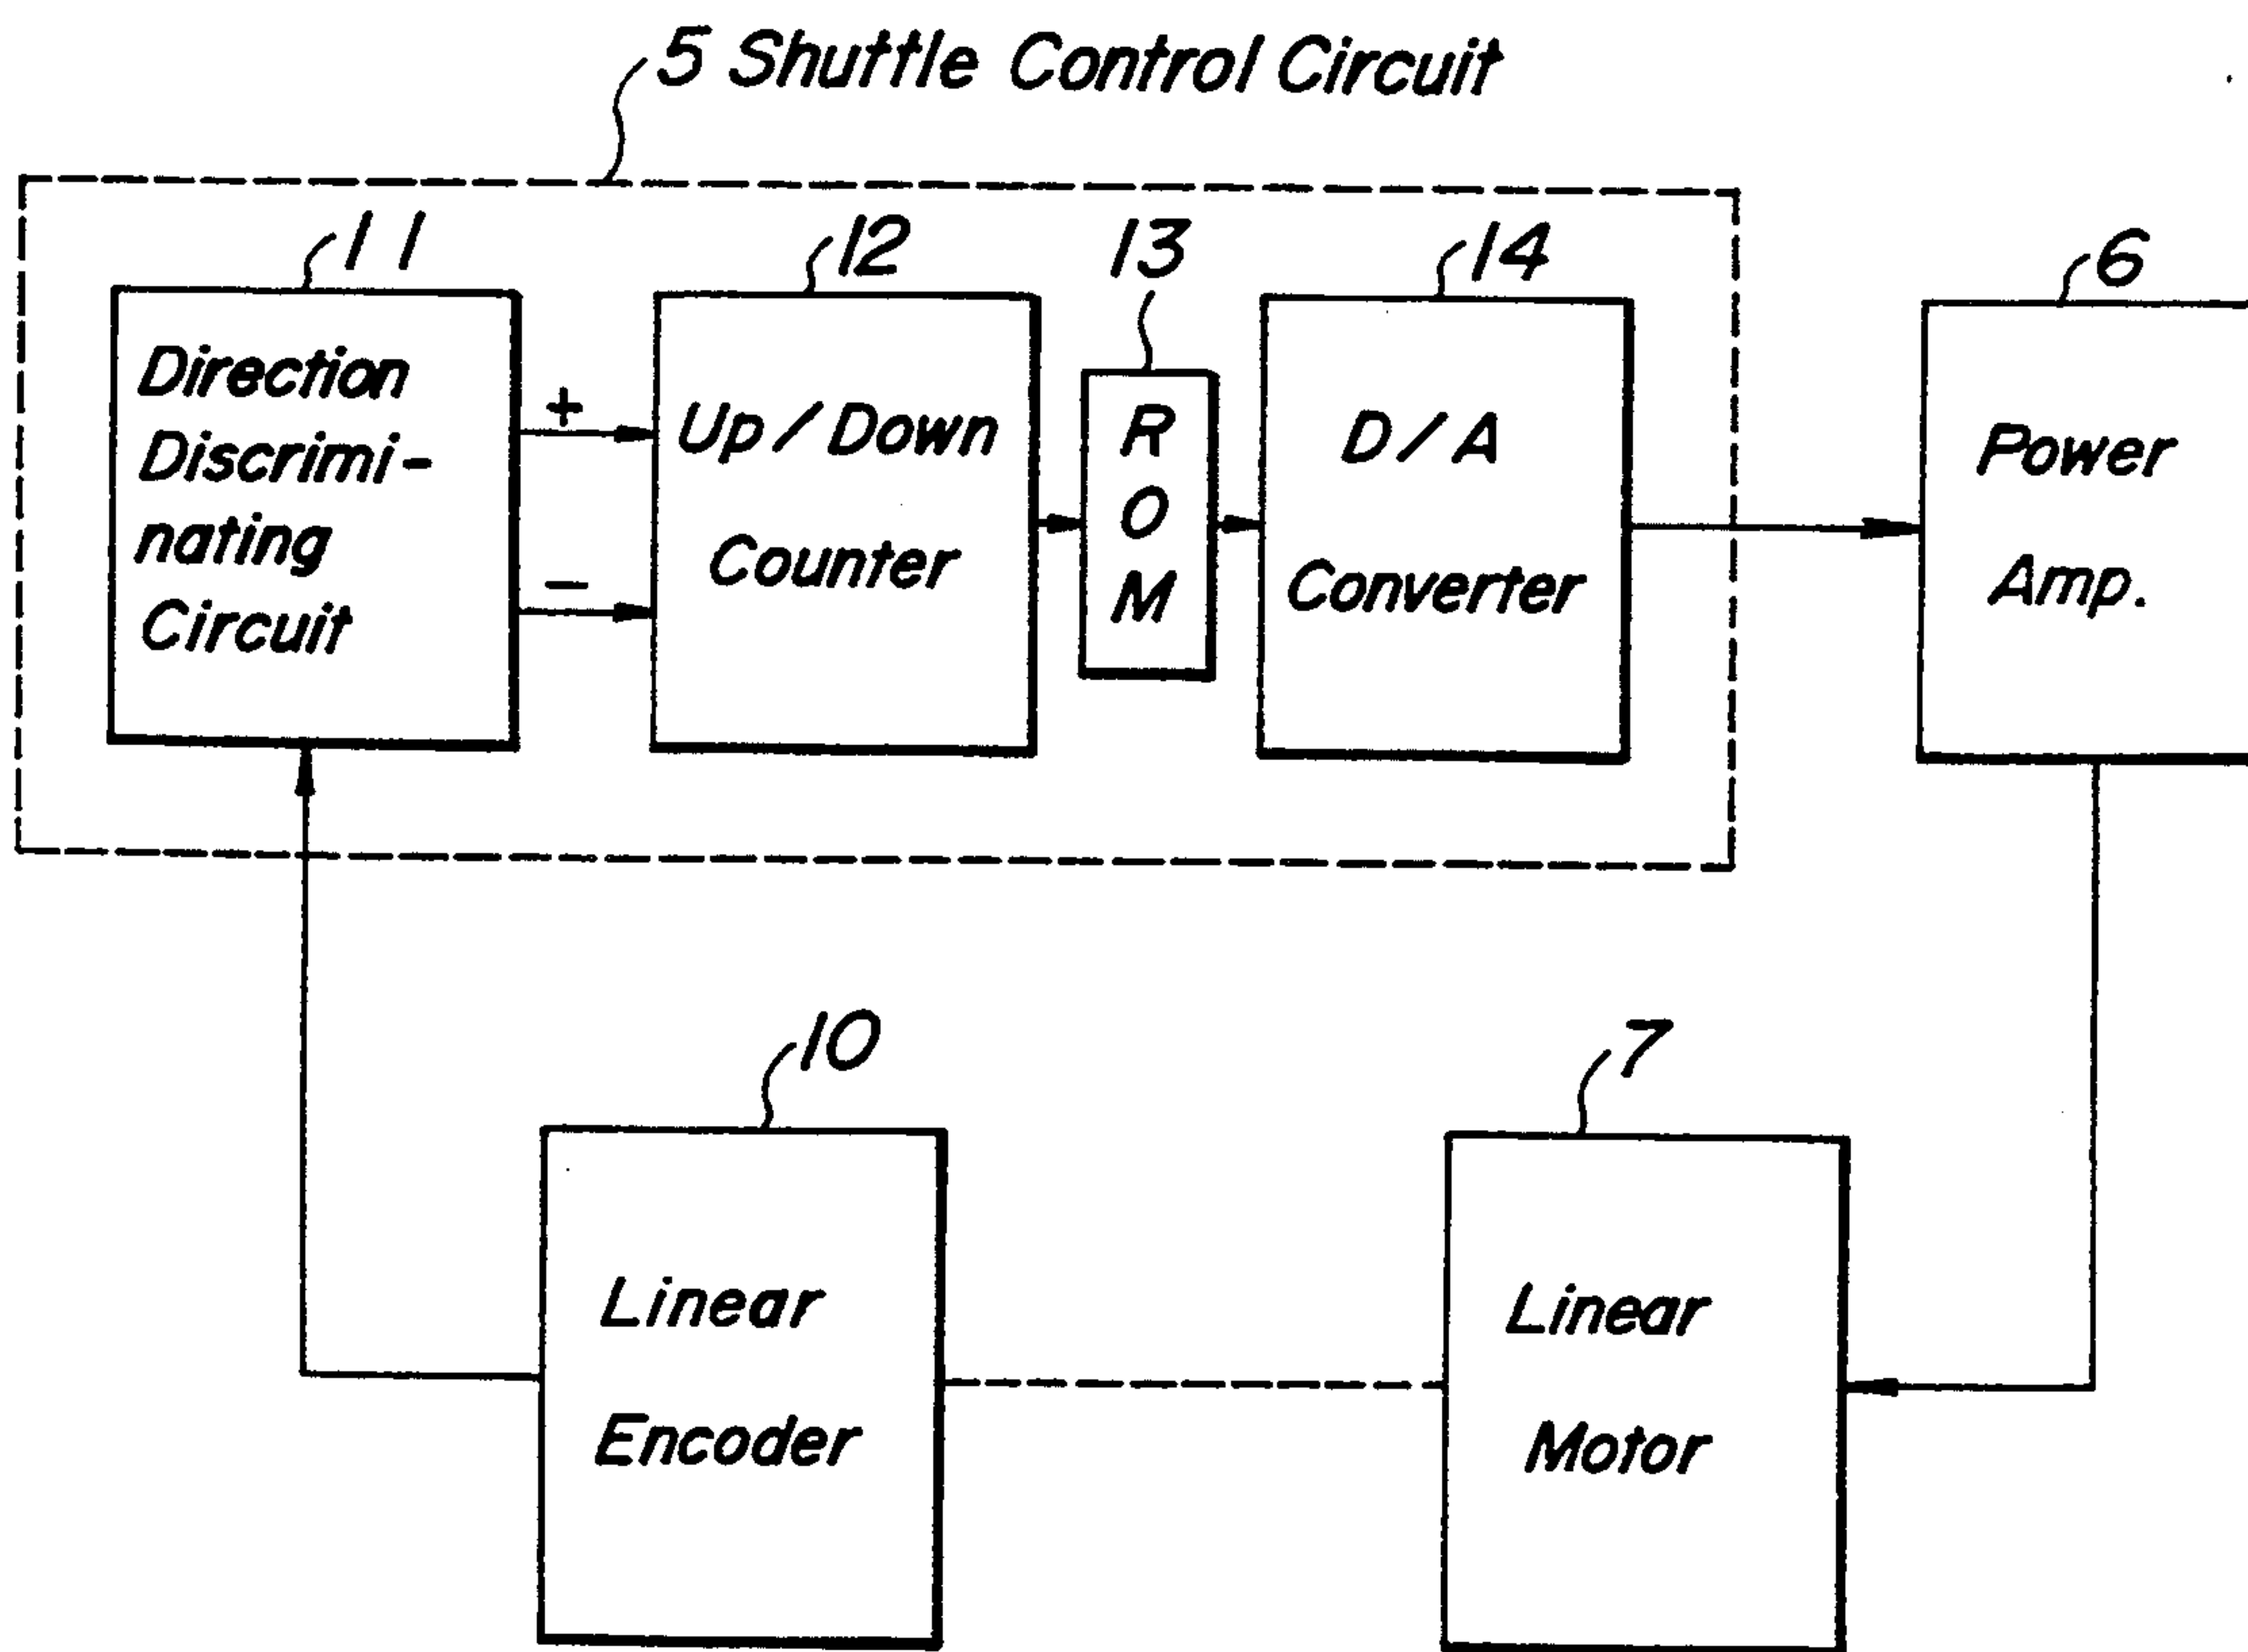 5 Shuttle Control Circuit
11
12
13
14
6
Direction
Discrimi-
nating
Circuit
+
-
Up/Down
Counter
R
O
M
D/A
Converter
Power
Amp.
10
7
Linear
Encoder
Linear
Motor